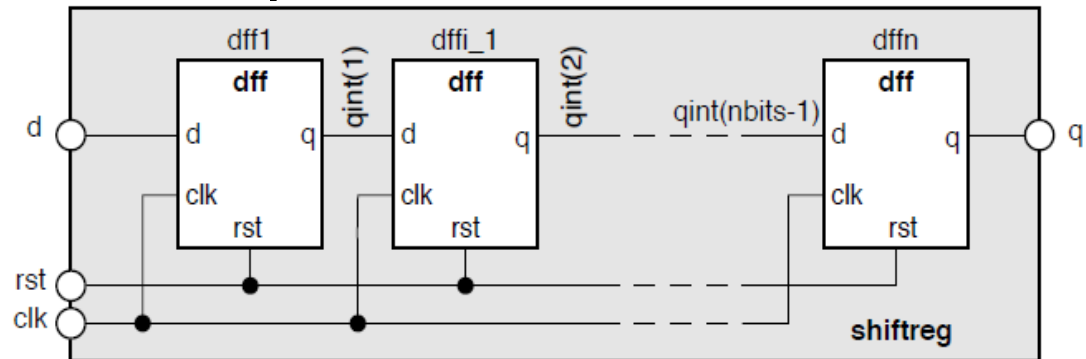 dff1
dffi_1
dffn
dff
dff
dff
qint(1)
qint(2)
qint(nbits-1)
d
d
q
d
q
d
q
q
clk
clk
clk
rst
rst
rst
rst
clk
shiftreg